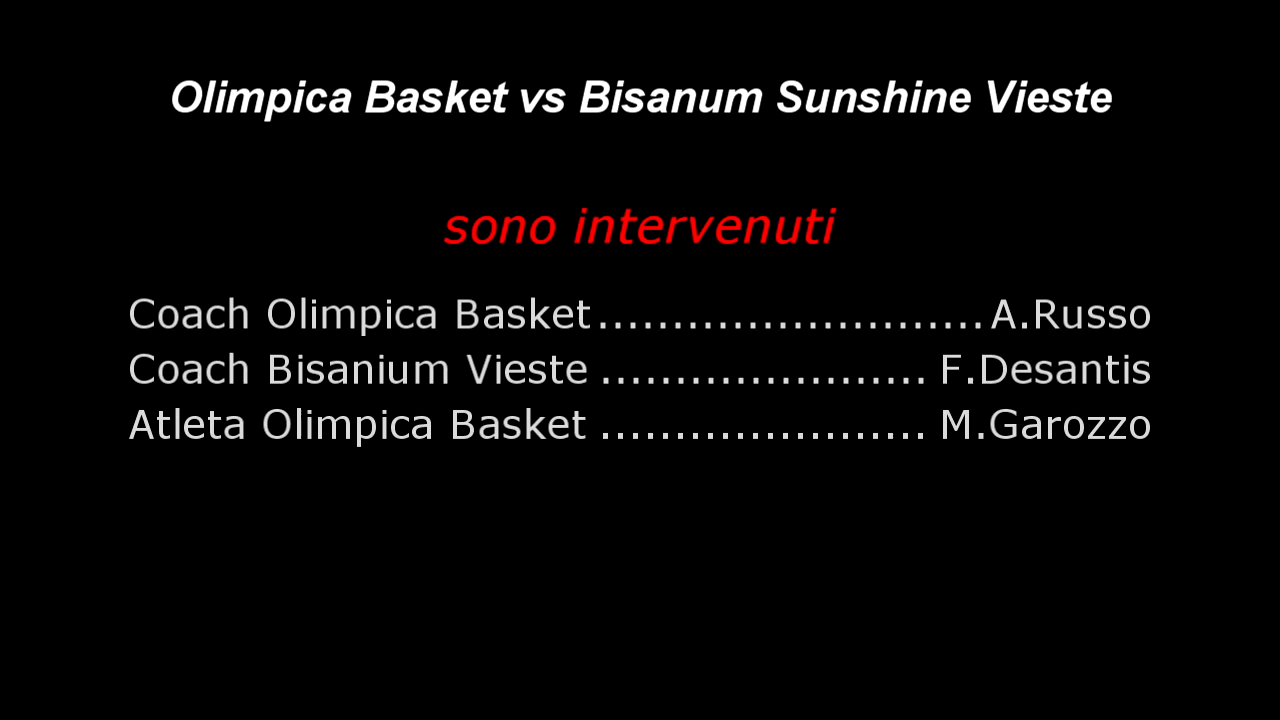 Olimpica Basket vs Bisanum Sunshine Vieste
sono intervenuti
Coach Olimpica Basket.......................... A.Russo
Coach Bisanium Vieste ...................... F.Desantis
Atleta Olimpica Basket ...................... M.Garozzo